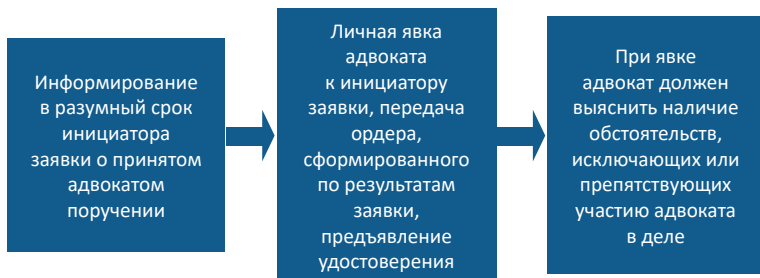 Информирование
в разумный срок
инициатора
заявки о принятом
адвокатом
поручении
Личная явка
адвоката
к инициатору
заявки, передача
ордера,
сформированного
по результатам
заявки,
предъявление
удостоверения
При явке
адвокат должен
выяснить наличие
обстоятельств,
исключающих или
препятствующих
участию адвоката
в деле